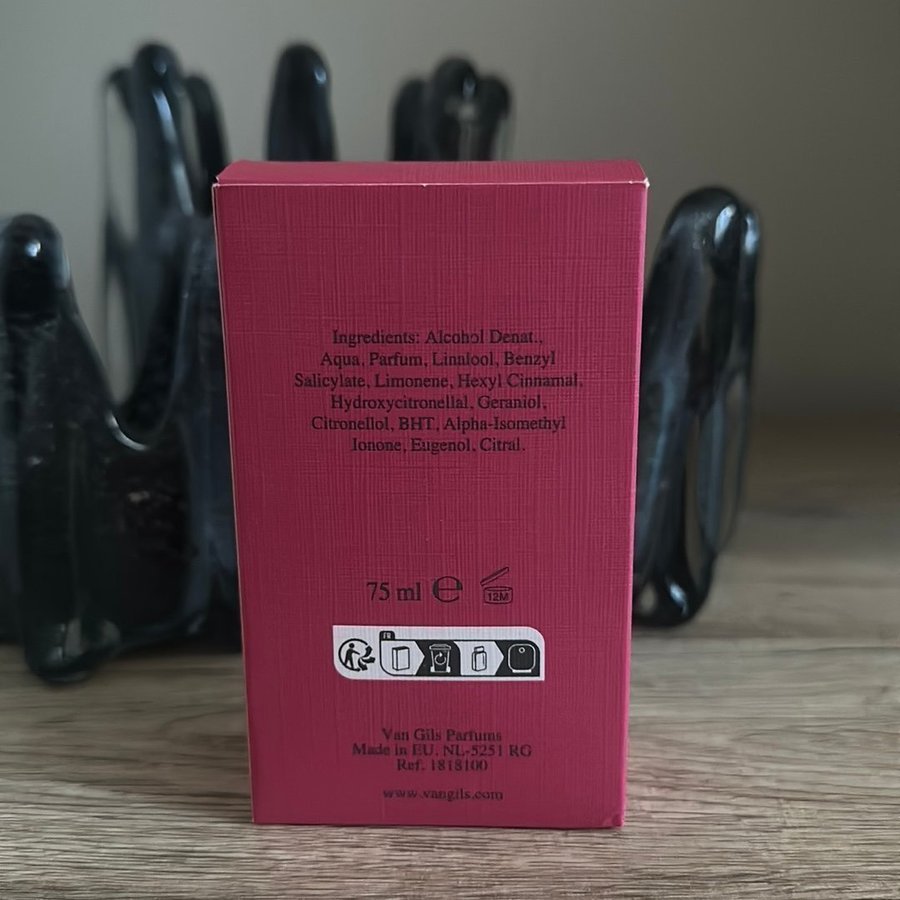 Ingredients: Alcohol Denat.,
Aqua, Parfum, Linalool, Benzyl
Salicylate, Limonene, Hexyl Cinnamal,
Hydroxycitronellal, Geraniol,
Citronellol, BHT, Alpha-Isomethyl
Ionone, Eugenol, Citral.
75 ml e 12M
FR
Van Gils Parfums
Made in EU. NL-5251 RG
Ref. 1818100
www.vangils.com